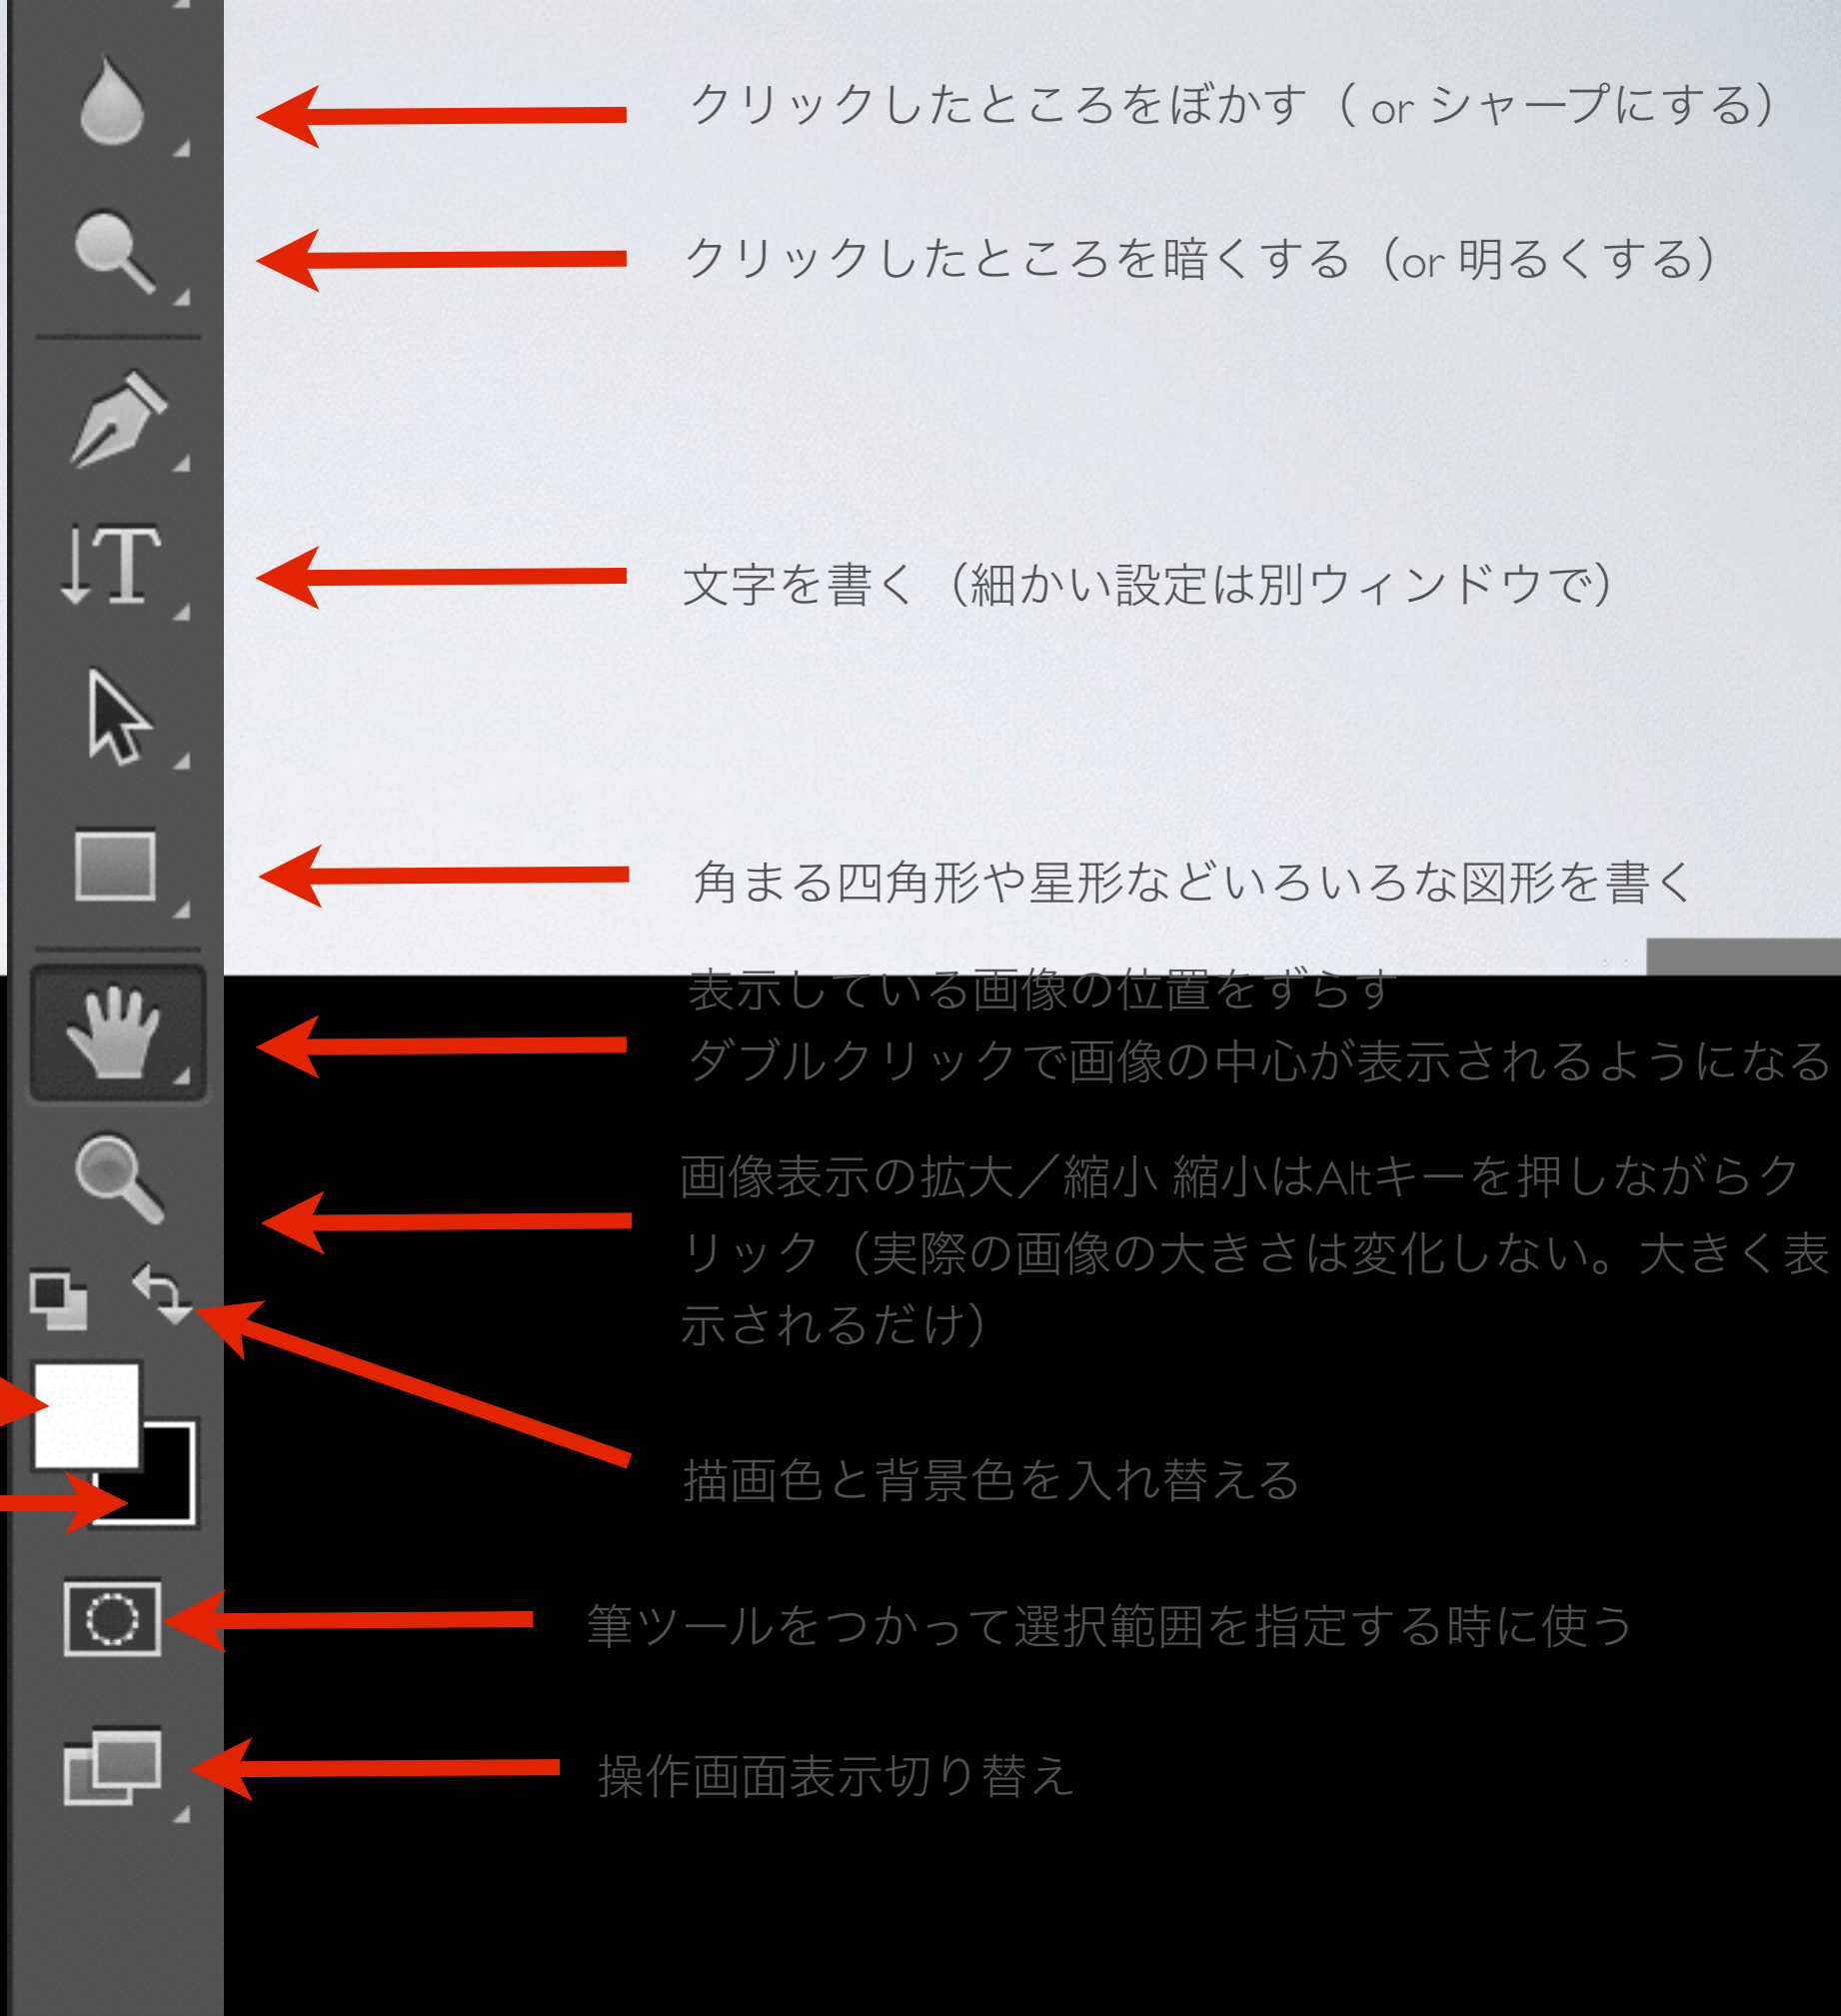 クリックしたところをぼかす（ or シャープにする）
クリックしたところを暗くする（or 明るくする）
文字を書く（細かい設定は別ウィンドウで）
角まる四角形や星形などいろいろな図形を書く
表示している画像の位置をずらす
ダブルクリックで画像の中心が表示されるようになる
画像表示の拡大／縮小 縮小はAltキーを押しながらク
リック（実際の画像の大きさは変化しない。大きく表
示されるだけ）
描画色と背景色を入れ替える
筆ツールをつかって選択範囲を指定する時に使う
操作画面表示切り替え